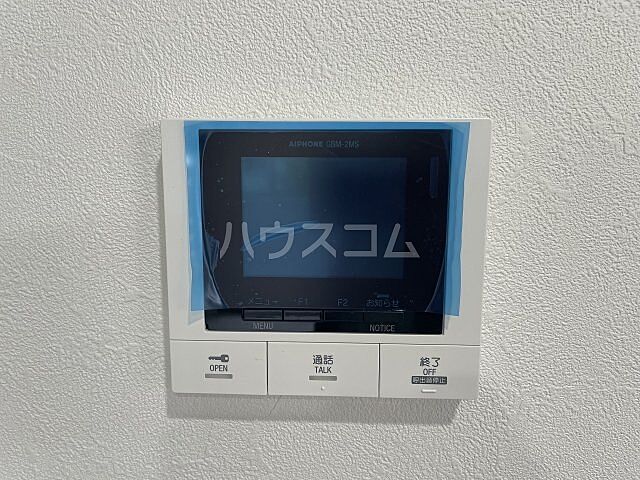 AIPHONE GBM-2MS
ハウスコム
メニュー F1 F2 お知らせ
MENU NOTICE
OPEN
通話
TALK
終了
OFF
呼出音停止